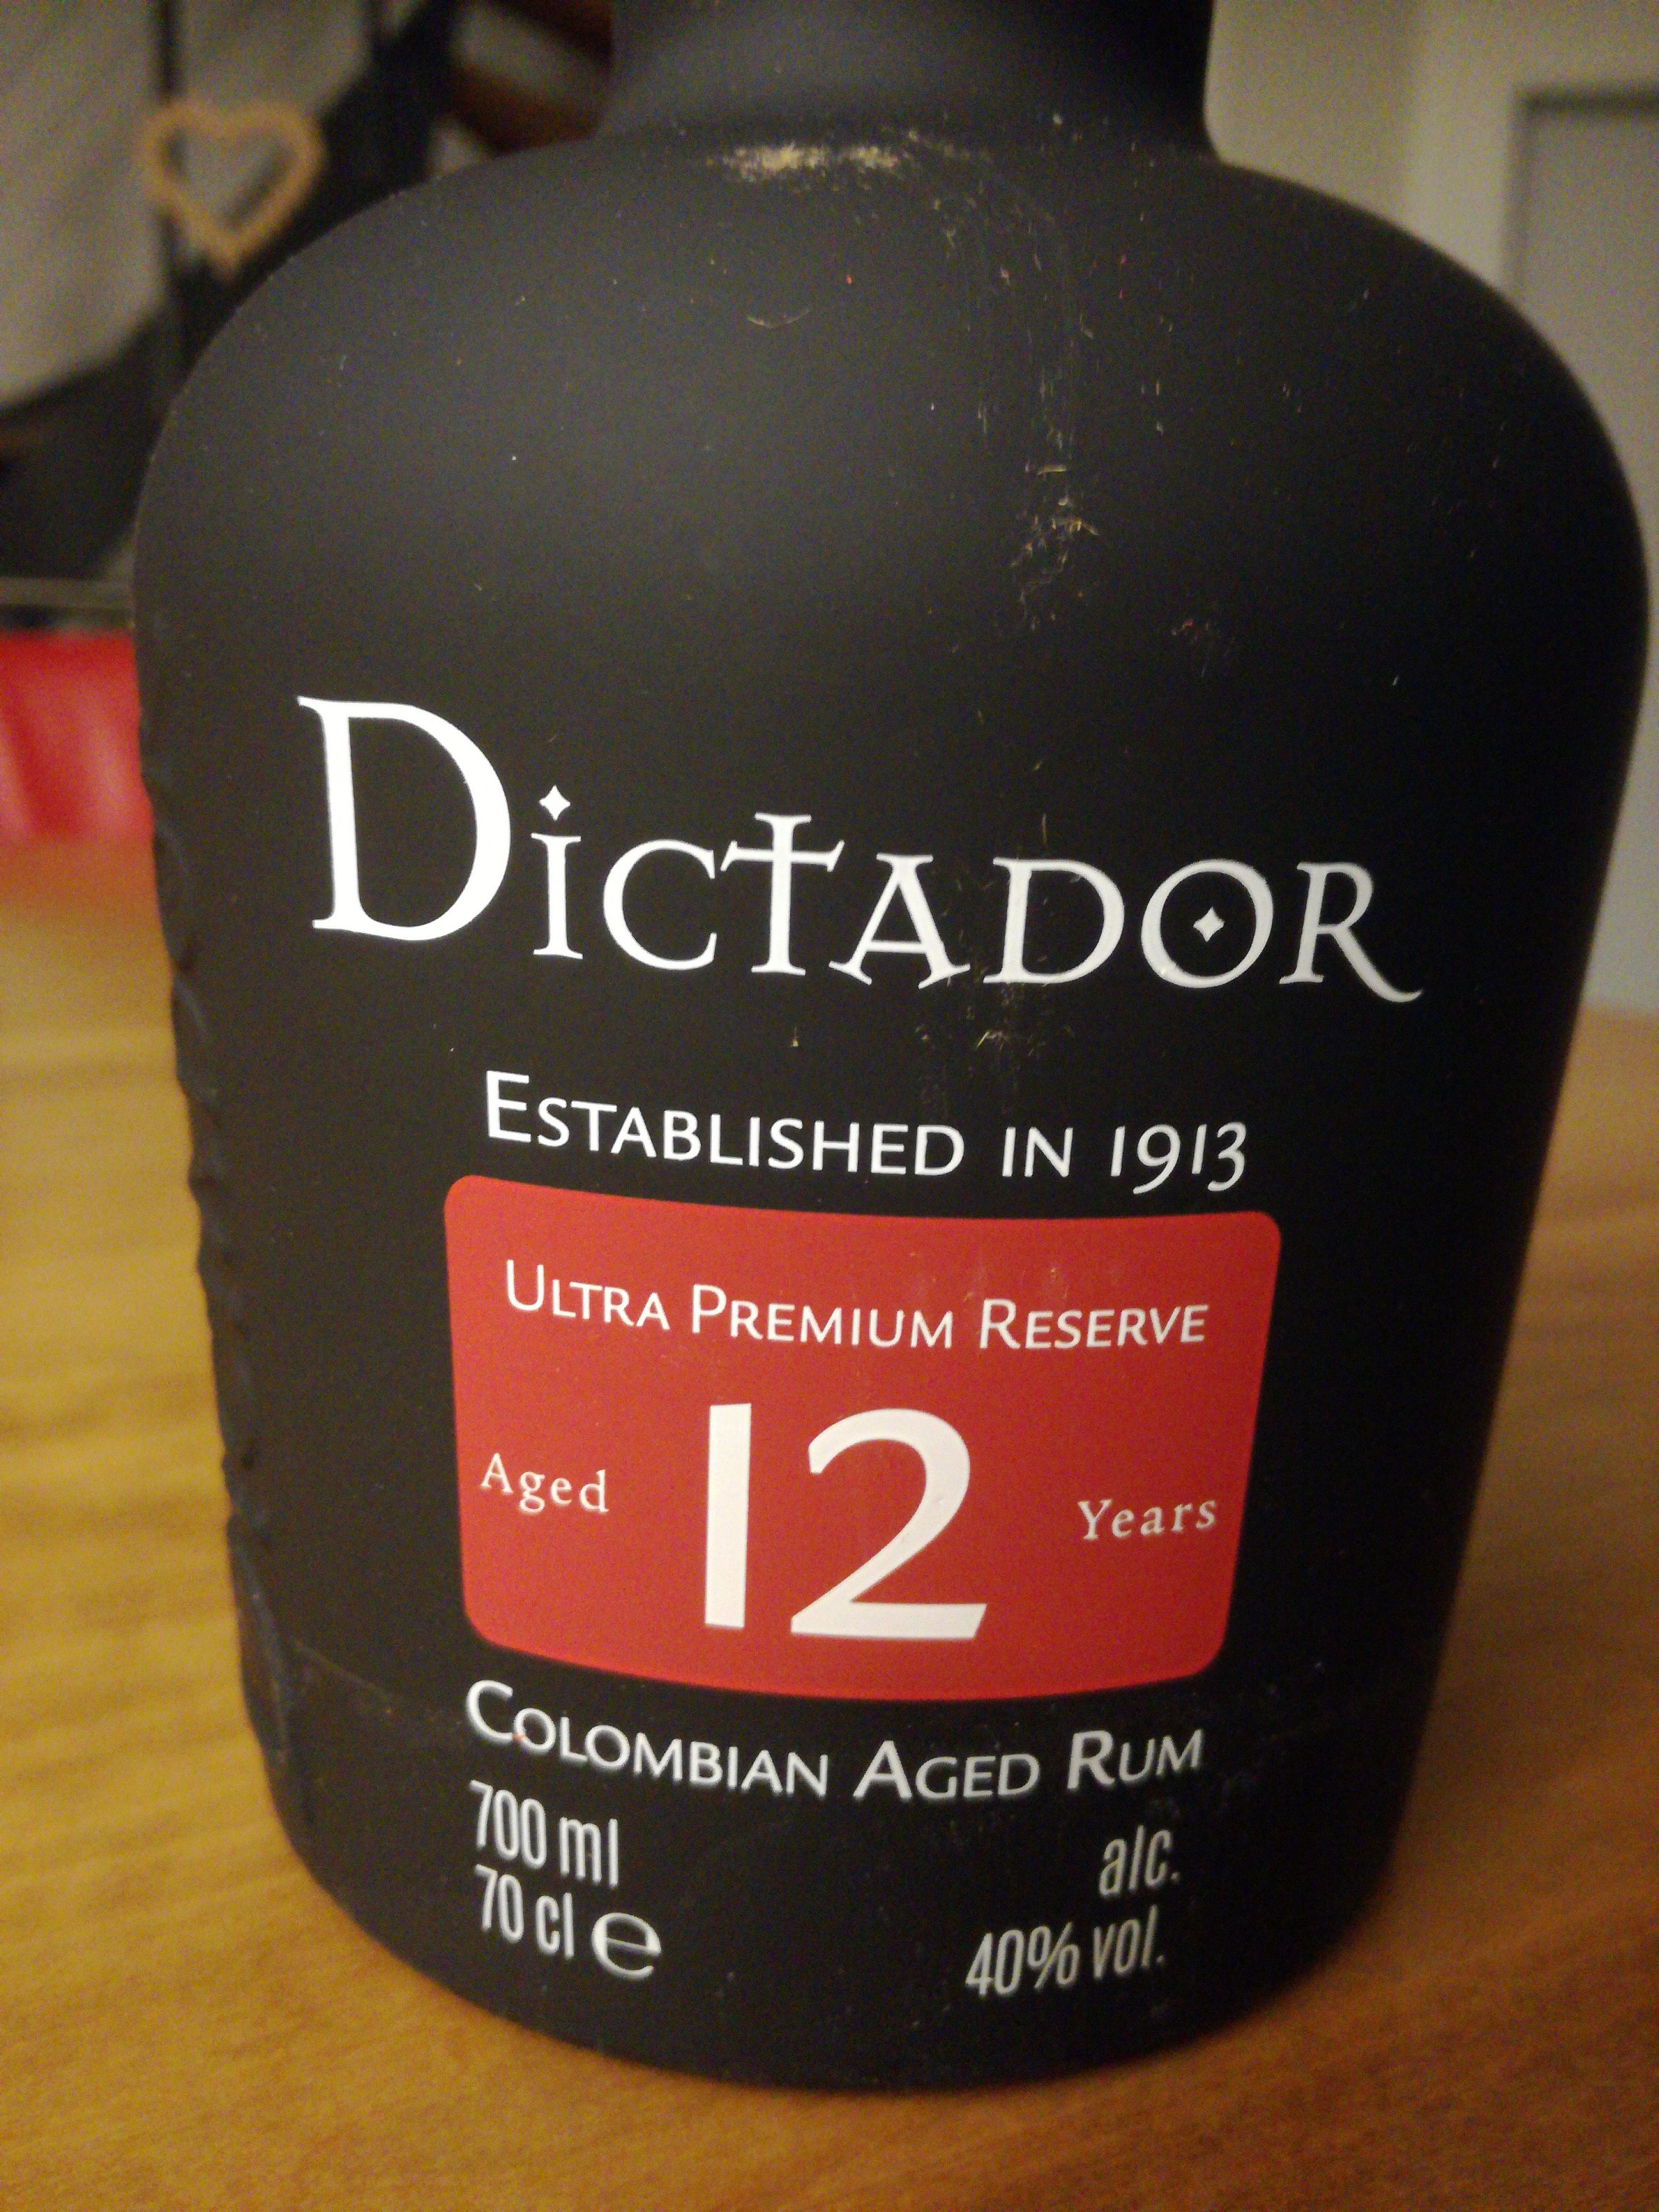 Dictador
Established in 1913
Ultra Premium Reserve
Aged 12 Years
Colombian Aged Rum
700 ml
70 cl e
alc.
40% vol.